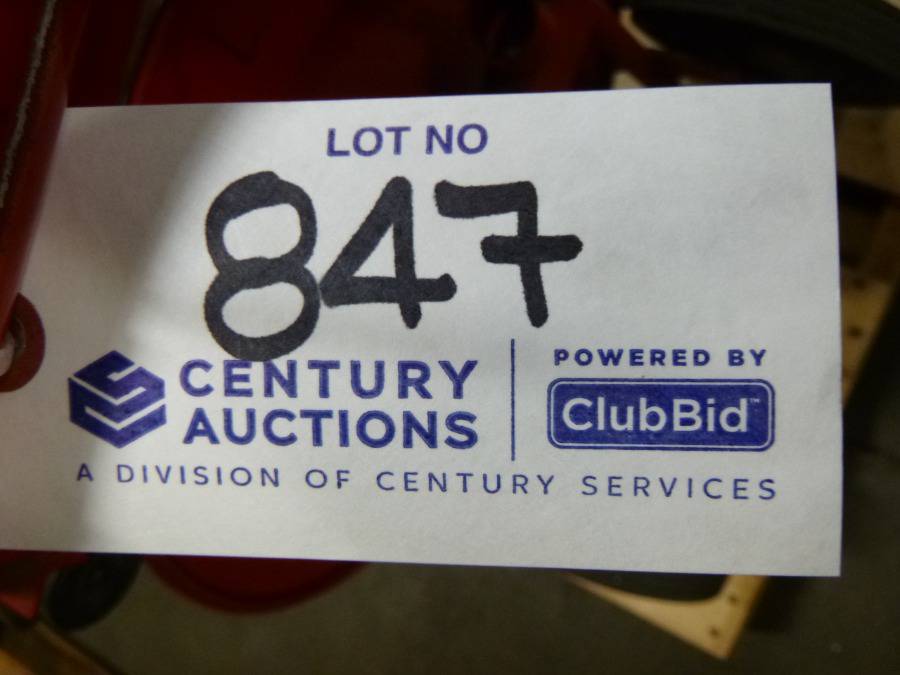 LOT NO
847
CENTURY
AUCTIONS
POWERED BY
ClubBid™
A DIVISION OF CENTURY SERVICES